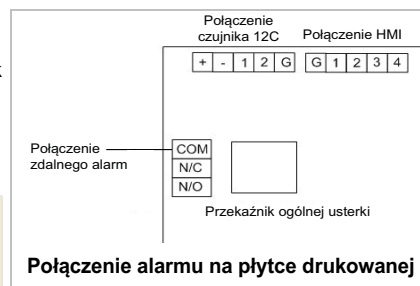 Połączenie
czujnika 12C
Połączenie HMI
+ - 1 2 G
G 1 2 3 4
Połączenie
zdalnego alarm
COM
N/C
N/O
Przekaźnik ogólnej usterki
Połączenie alarmu na płytce drukowanej